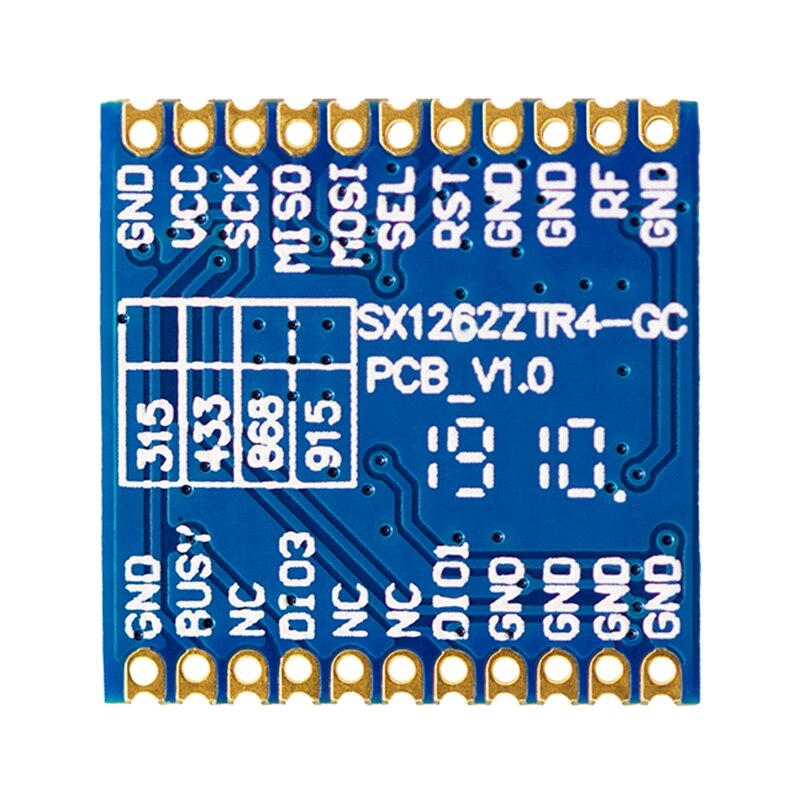 GND
BUSY
NC
DIO3
NC
NC
DIO1
GND
GND
GND
GND
315
433
868
915
SX1262ZTR4-GC
PCB_V1.0
GND
VCC
SCK
MISO
MOSI
SEL
RST
GND
GND
RF
GND